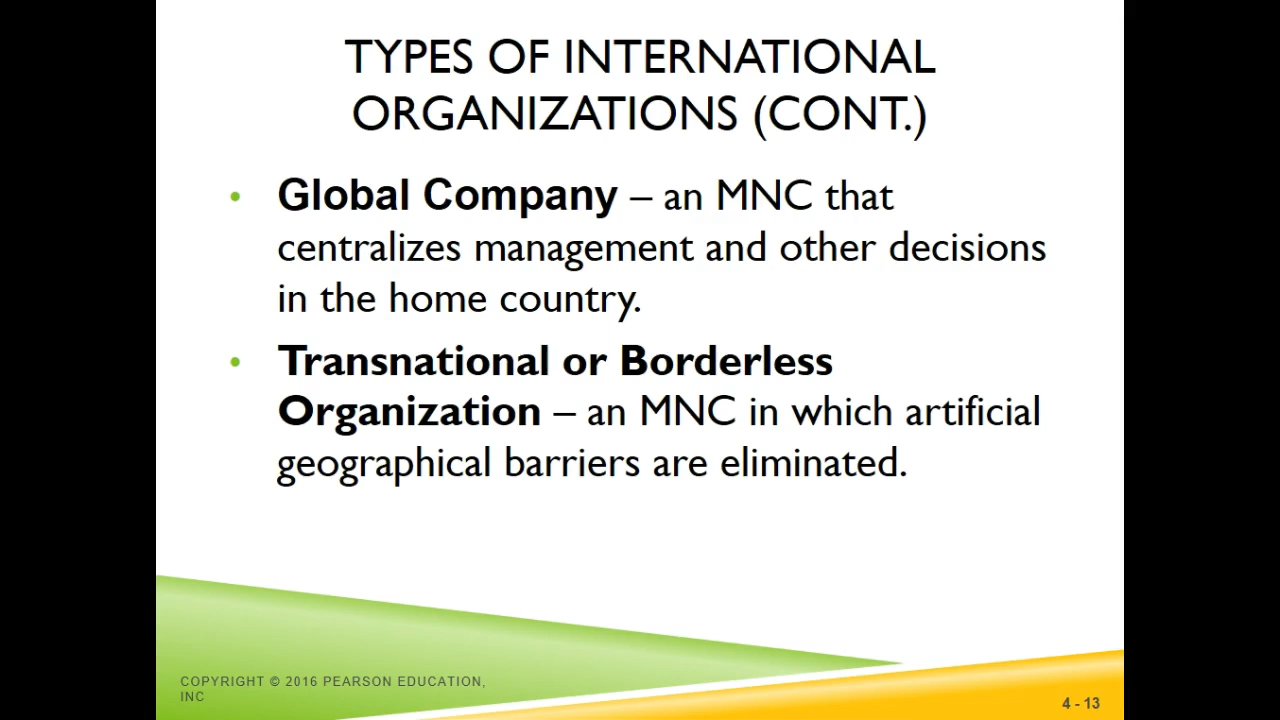 TYPES OF INTERNATIONAL
ORGANIZATIONS (CONT.)
• Global Company – an MNC that
centralizes management and other decisions
in the home country.
• Transnational or Borderless
Organization – an MNC in which artificial
geographical barriers are eliminated.
COPYRIGHT © 2016 PEARSON EDUCATION,
INC
4 - 13